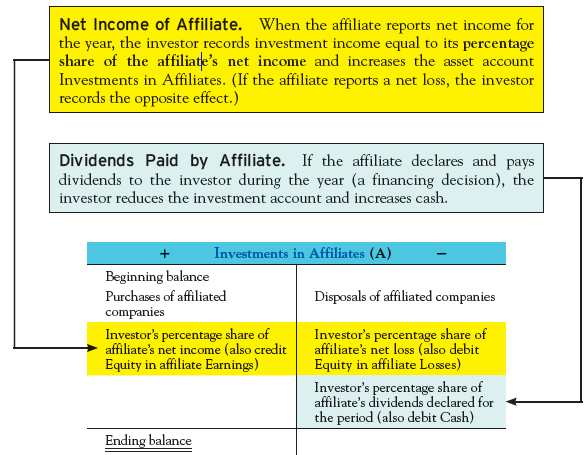 Net Income of Affiliate. When the affiliate reports net income for
the year, the investor records investment income equal to its percentage
share of the affiliate's net income and increases the asset account
Investments in Affiliates. (If the affiliate reports a net loss, the investor
records the opposite effect.)
Dividends Paid by Affiliate. If the affiliate declares and pays
dividends to the investor during the year (a financing decision), the
investor reduces the investment account and increases cash.
+ Investments in Affiliates (A) −
Beginning balance
Purchases of affiliated
companies
Disposals of affiliated companies
Investor's percentage share of
affiliate's net income (also credit
Equity in affiliate Earnings)
Investor's percentage share of
affiliate's net loss (also debit
Equity in affiliate Losses)
Investor's percentage share of
affiliate's dividends declared for
the period (also debit Cash)
Ending balance